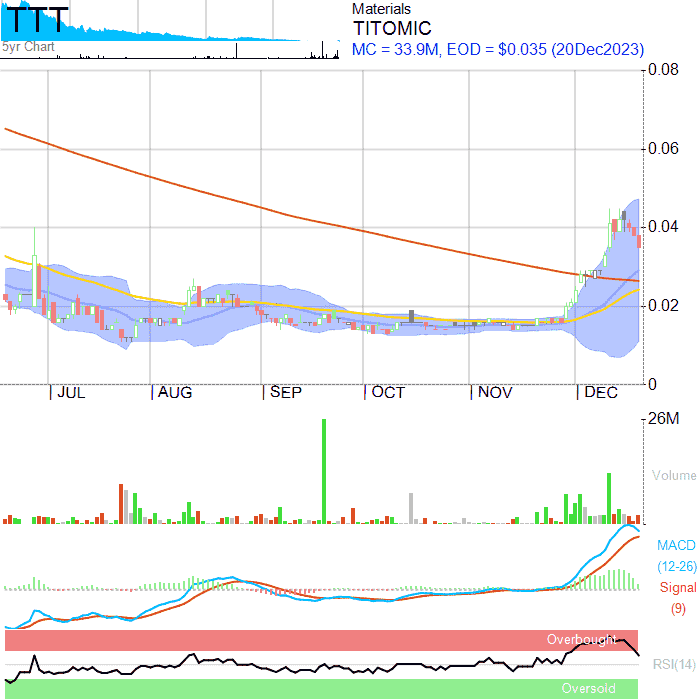 TTT
5yr Chart
Materials
TITOMIC
MC = 33.9M, EOD = $0.035 (20Dec2023)
0.08
0.06
0.04
0.02
0
JUL AUG SEP OCT NOV DEC
26M
Volume
MACD
(12-26)
Signal
(9)
Overbought
RSI(14)
Oversold